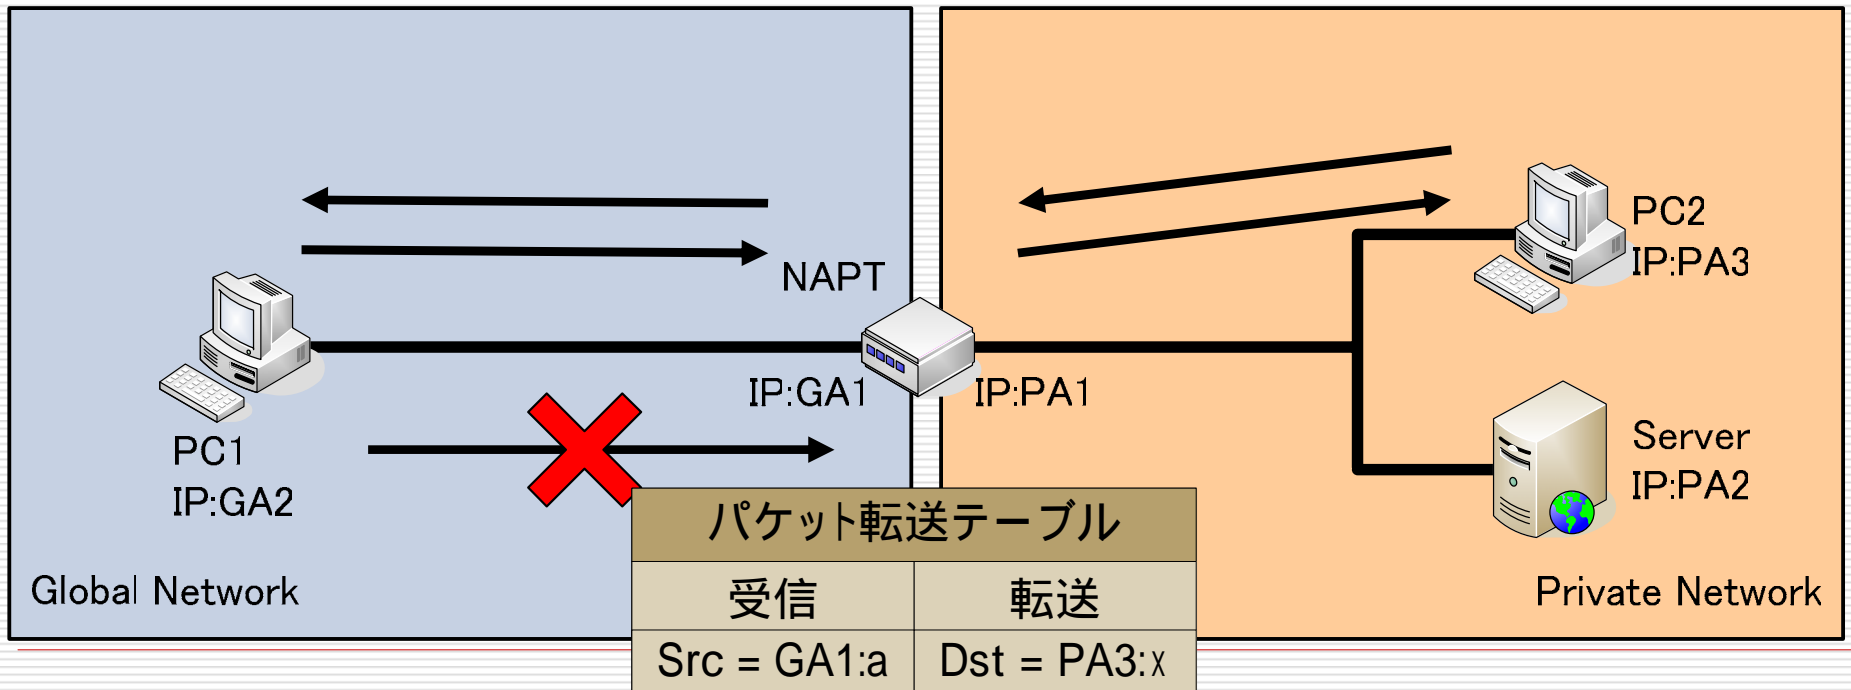 NAPT
PC2
IP:PA3
IP:GA1
IP:PA1
PC1
IP:GA2
Server
IP:PA2
パケット転送テーブル
受信 転送
Src = GA1:a Dst = PA3:x
Global Network
Private Network